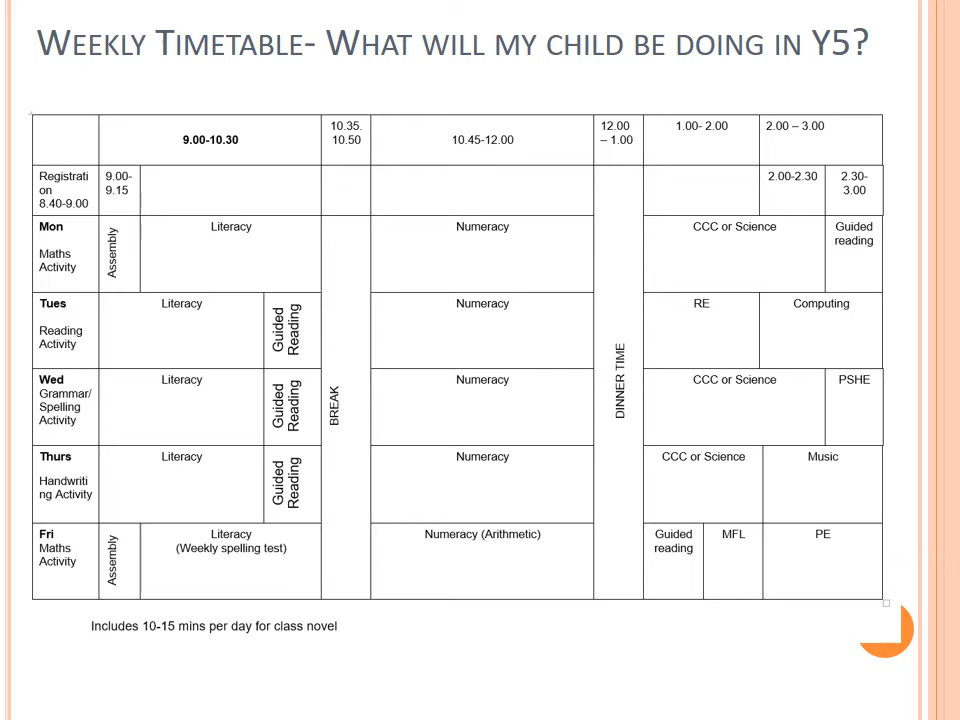 WEEKLY TIMETABLE- WHAT WILL MY CHILD BE DOING IN Y5?
9.00-10.30
10.35.
10.50
10.45-12.00
12.00
– 1.00
1.00- 2.00
2.00 – 3.00
Registrati
on
8.40-9.00
9.00-
9.15
2.00-2.30
2.30-
3.00
Mon
Maths
Activity
Assembly
Literacy
Numeracy
CCC or Science
Guided
reading
Tues
Reading
Activity
Literacy
Guided
Reading
Numeracy
RE
Computing
BREAK
DINNER TIME
Wed
Grammar/
Spelling
Activity
Literacy
Guided
Reading
Numeracy
CCC or Science
PSHE
Thurs
Handwriti
ng Activity
Literacy
Guided
Reading
Numeracy
CCC or Science
Music
Fri
Maths
Activity
Assembly
Literacy
(Weekly spelling test)
Numeracy (Arithmetic)
Guided
reading
MFL
PE
Includes 10-15 mins per day for class novel